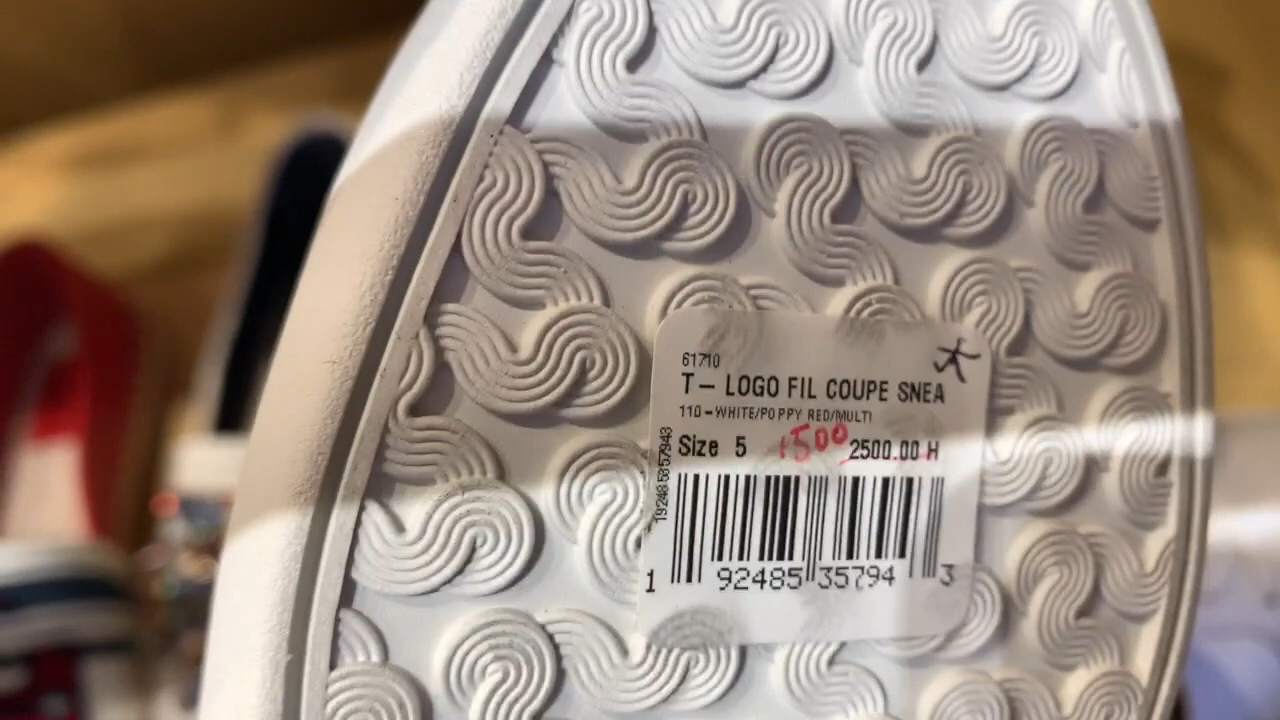 61710
T- LOGO FIL COUPE SNEA
110-WHITE/POPPY RED/MULTI
Size 5 1500 2500.00 H
192485357943
1 92485 35794 3